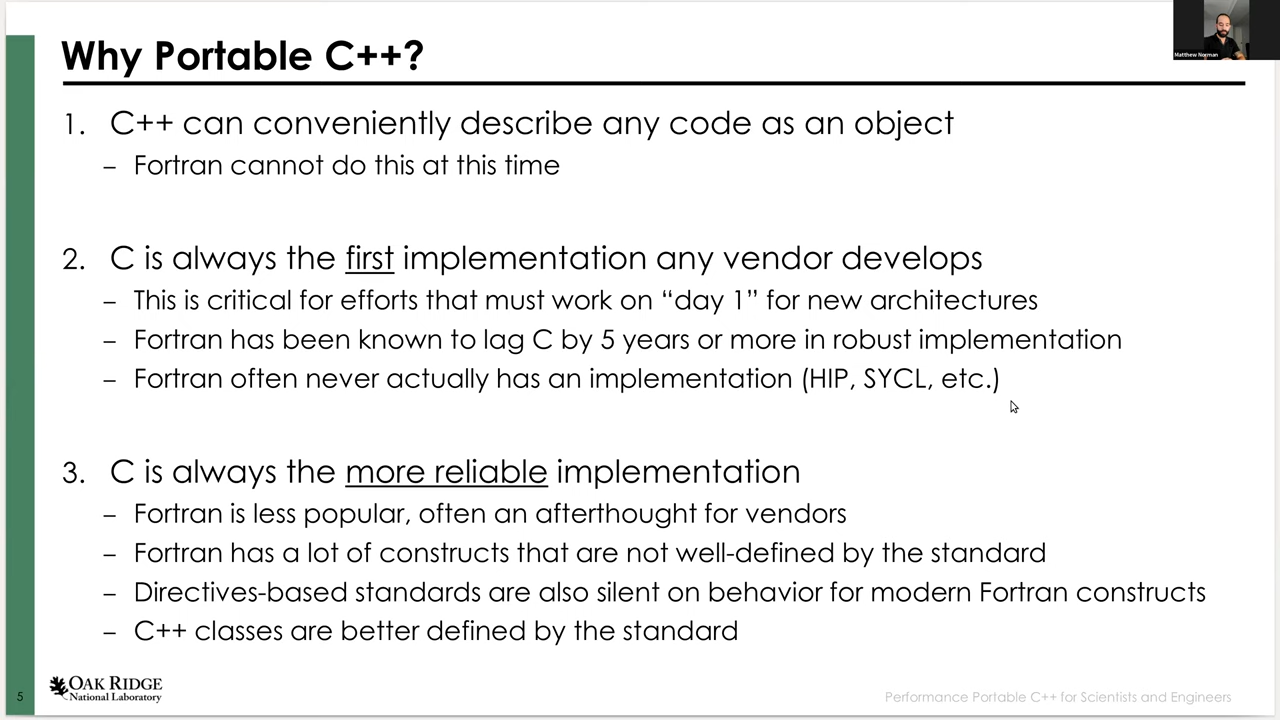 Why Portable C++?
Matthew Norman
1. C++ can conveniently describe any code as an object
– Fortran cannot do this at this time
2. C is always the first implementation any vendor develops
– This is critical for efforts that must work on “day 1” for new architectures
– Fortran has been known to lag C by 5 years or more in robust implementation
– Fortran often never actually has an implementation (HIP, SYCL, etc.)
3. C is always the more reliable implementation
– Fortran is less popular, often an afterthought for vendors
– Fortran has a lot of constructs that are not well-defined by the standard
– Directives-based standards are also silent on behavior for modern Fortran constructs
– C++ classes are better defined by the standard
5
OAK RIDGE
National Laboratory
Performance Portable C++ for Scientists and Engineers